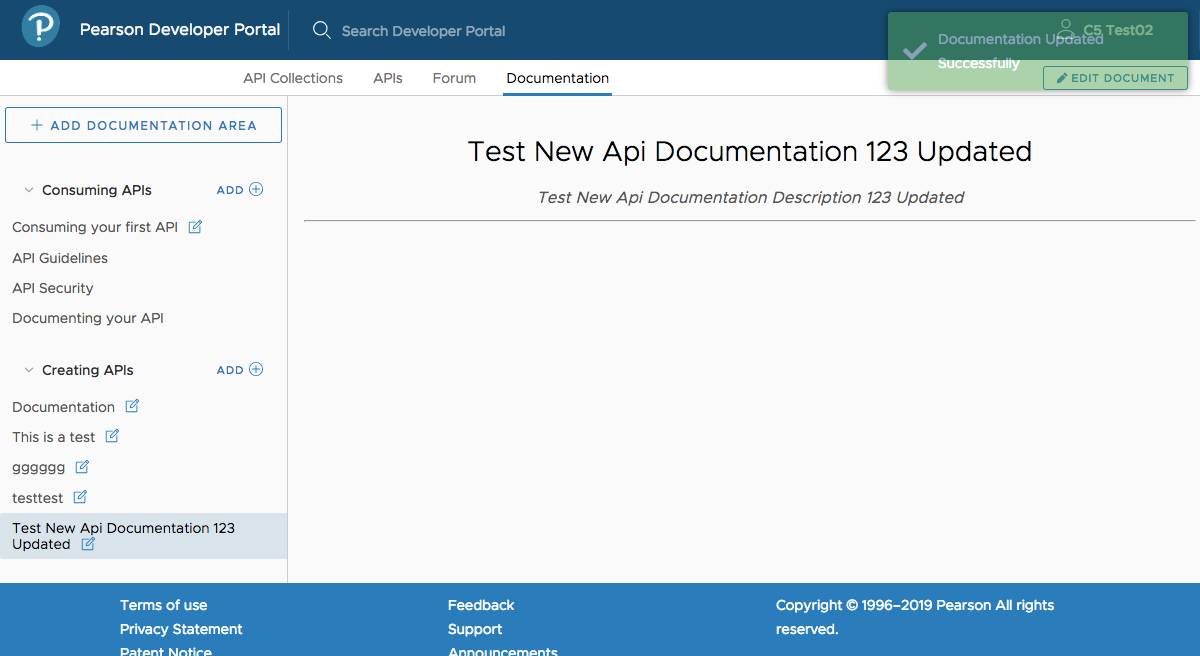 Pearson Developer Portal
Search Developer Portal
C5 Test02
Documentation Updated
Successfully
API Collections
APIs
Forum
Documentation
EDIT DOCUMENT
ADD DOCUMENTATION AREA
Consuming APIs
ADD
Consuming your first API
API Guidelines
API Security
Documenting your API
Creating APIs
ADD
Documentation
This is a test
gggggg
testtest
Test New Api Documentation 123
Updated
Test New Api Documentation 123 Updated
Test New Api Documentation Description 123 Updated
Terms of use
Privacy Statement
Patent Notice
Feedback
Support
Announcements
Copyright © 1996–2019 Pearson All rights
reserved.